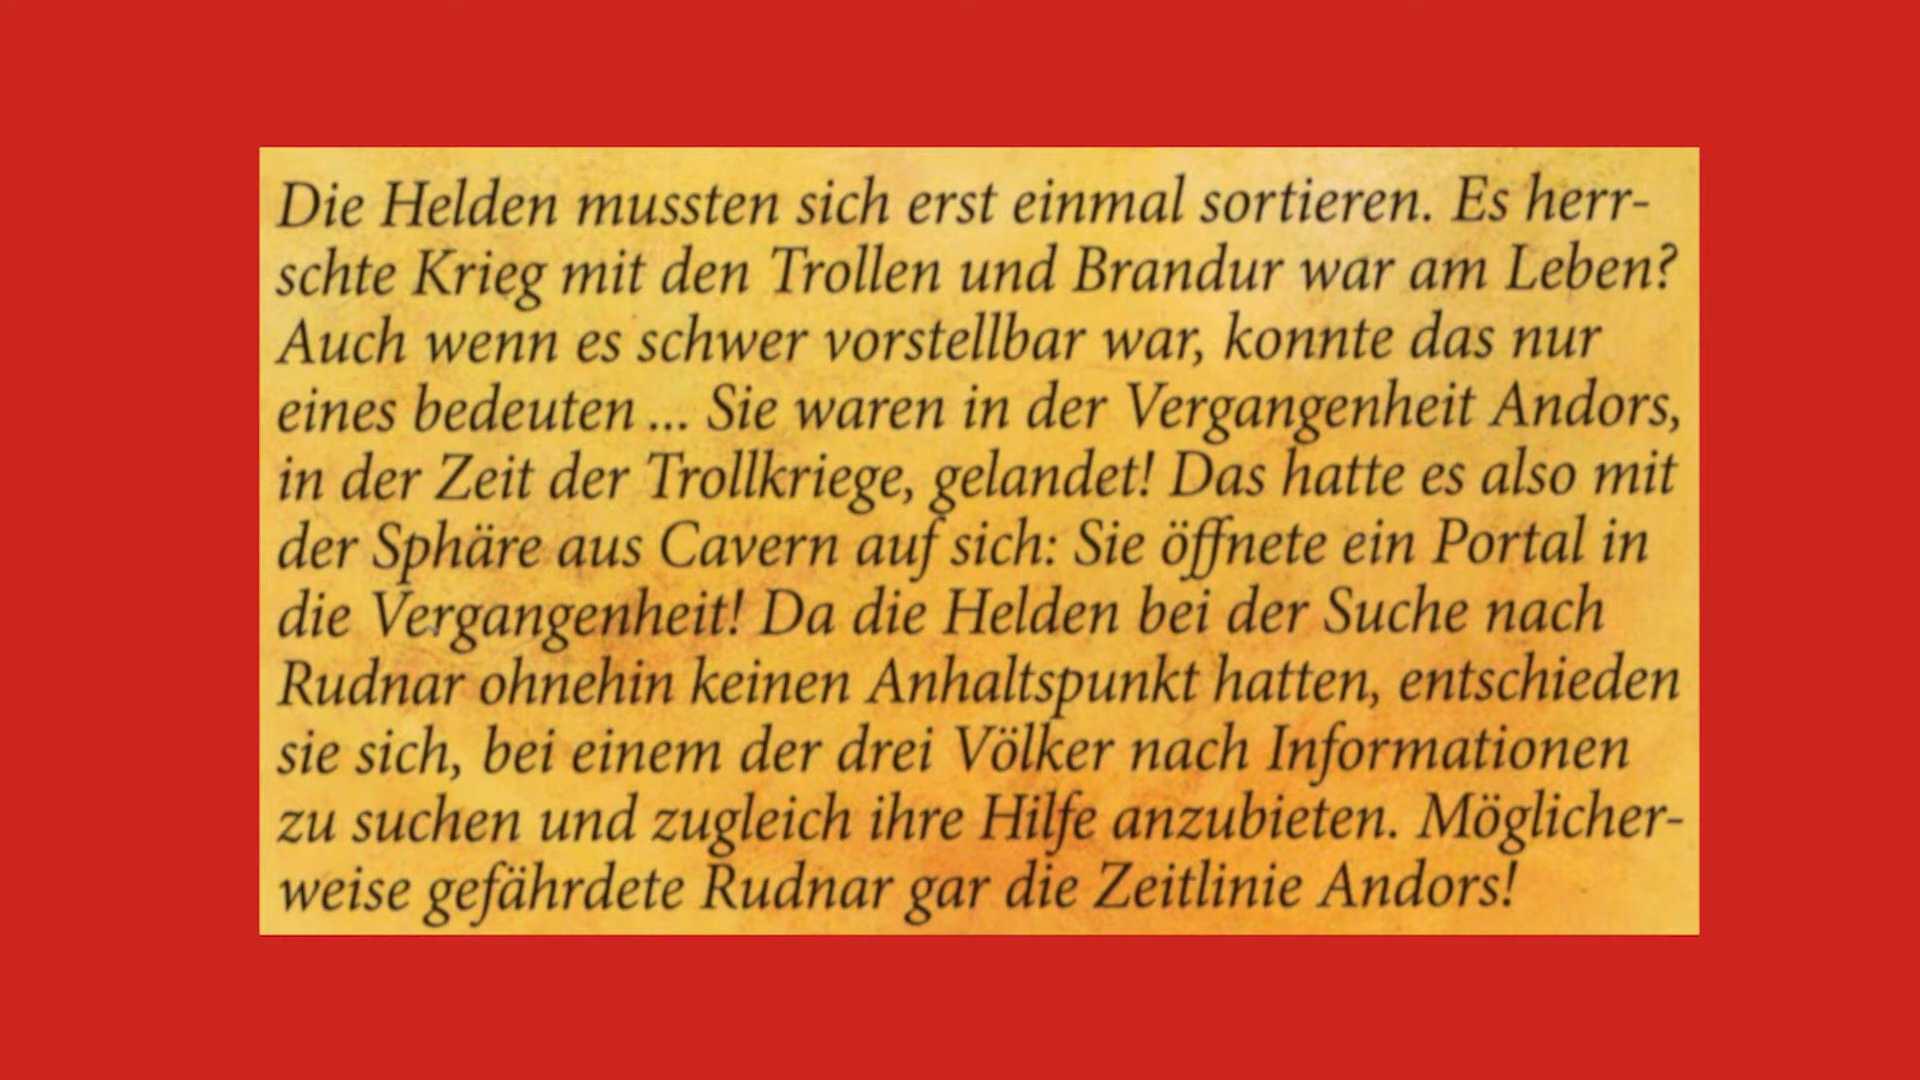 Die Helden mussten sich erst einmal sortieren. Es herr-
schte Krieg mit den Trollen und Brandur war am Leben?
Auch wenn es schwer vorstellbar war, konnte das nur
eines bedeuten ... Sie waren in der Vergangenheit Andors,
in der Zeit der Trollkriege, gelandet! Das hatte es also mit
der Sphäre aus Cavern auf sich: Sie öffnete ein Portal in
die Vergangenheit! Da die Helden bei der Suche nach
Rudnar ohnehin keinen Anhaltspunkt hatten, entschieden
sie sich, bei einem der drei Völker nach Informationen
zu suchen und zugleich ihre Hilfe anzubieten. Möglicher-
weise gefährdete Rudnar gar die Zeitlinie Andors!